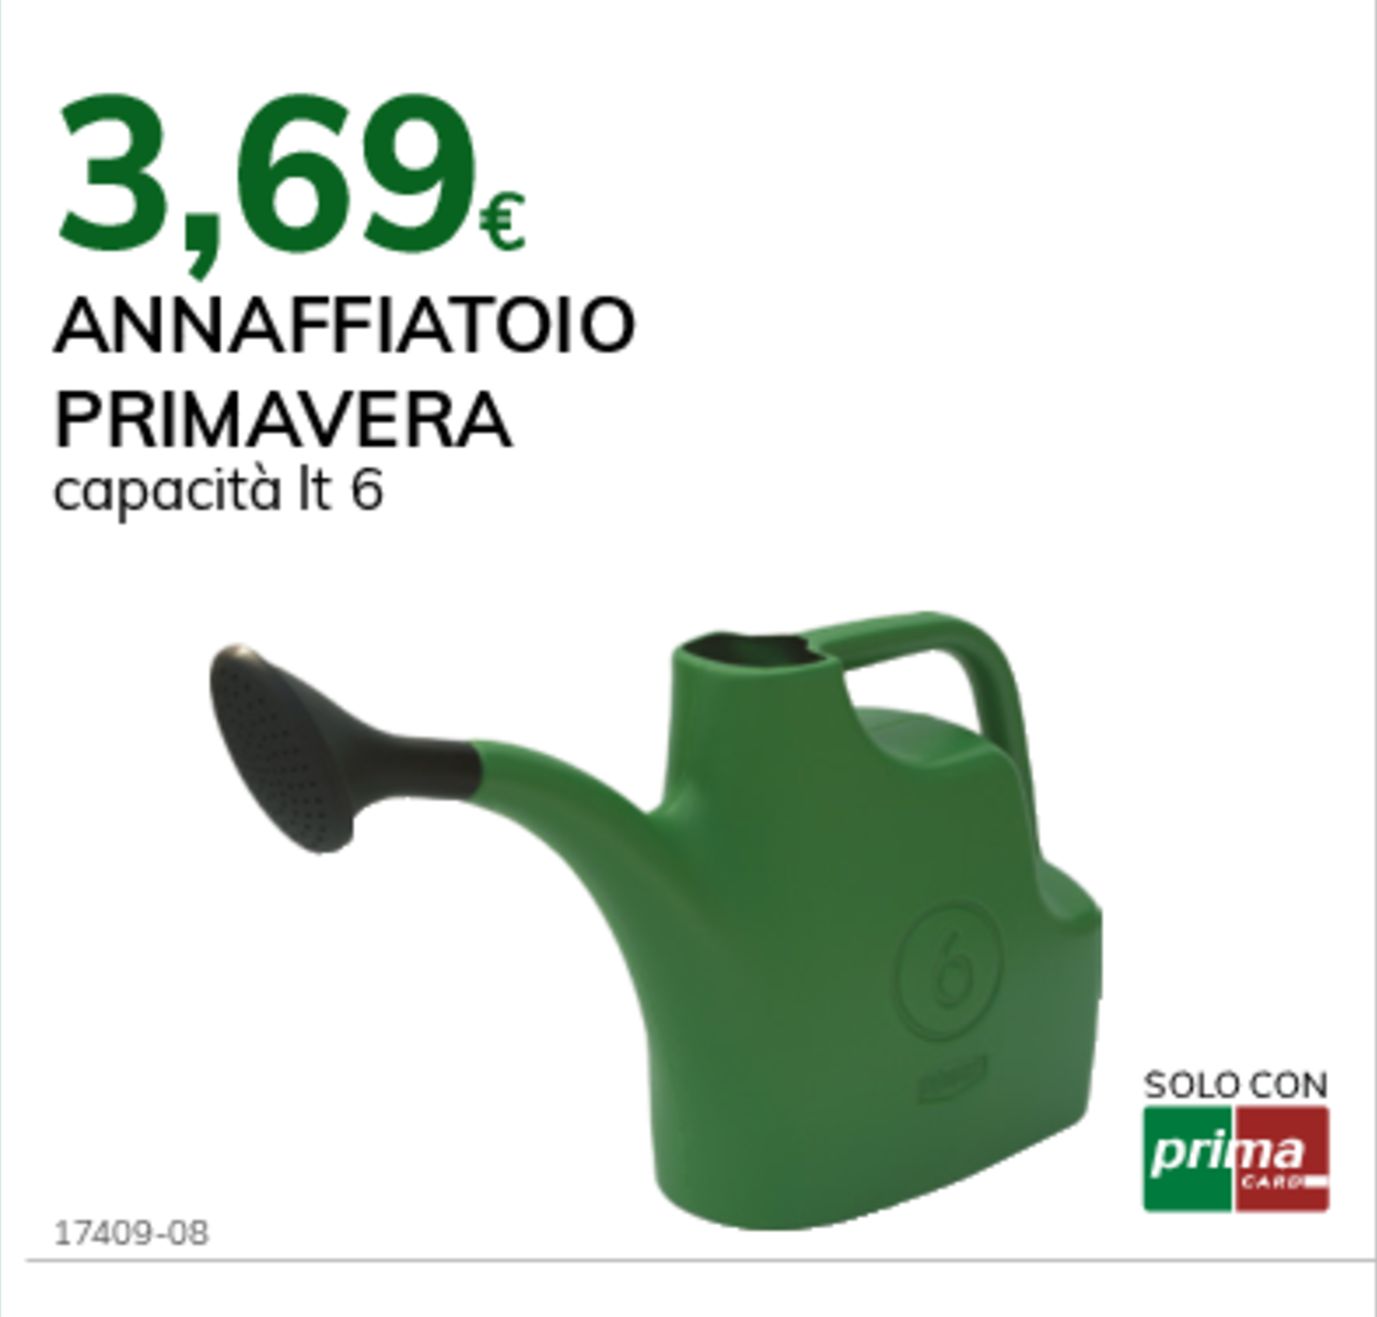 3,69€
ANNAFFIATOIO
PRIMAVERA
capacità lt 6
6
SOLO CON
prima
CARD
17409-08